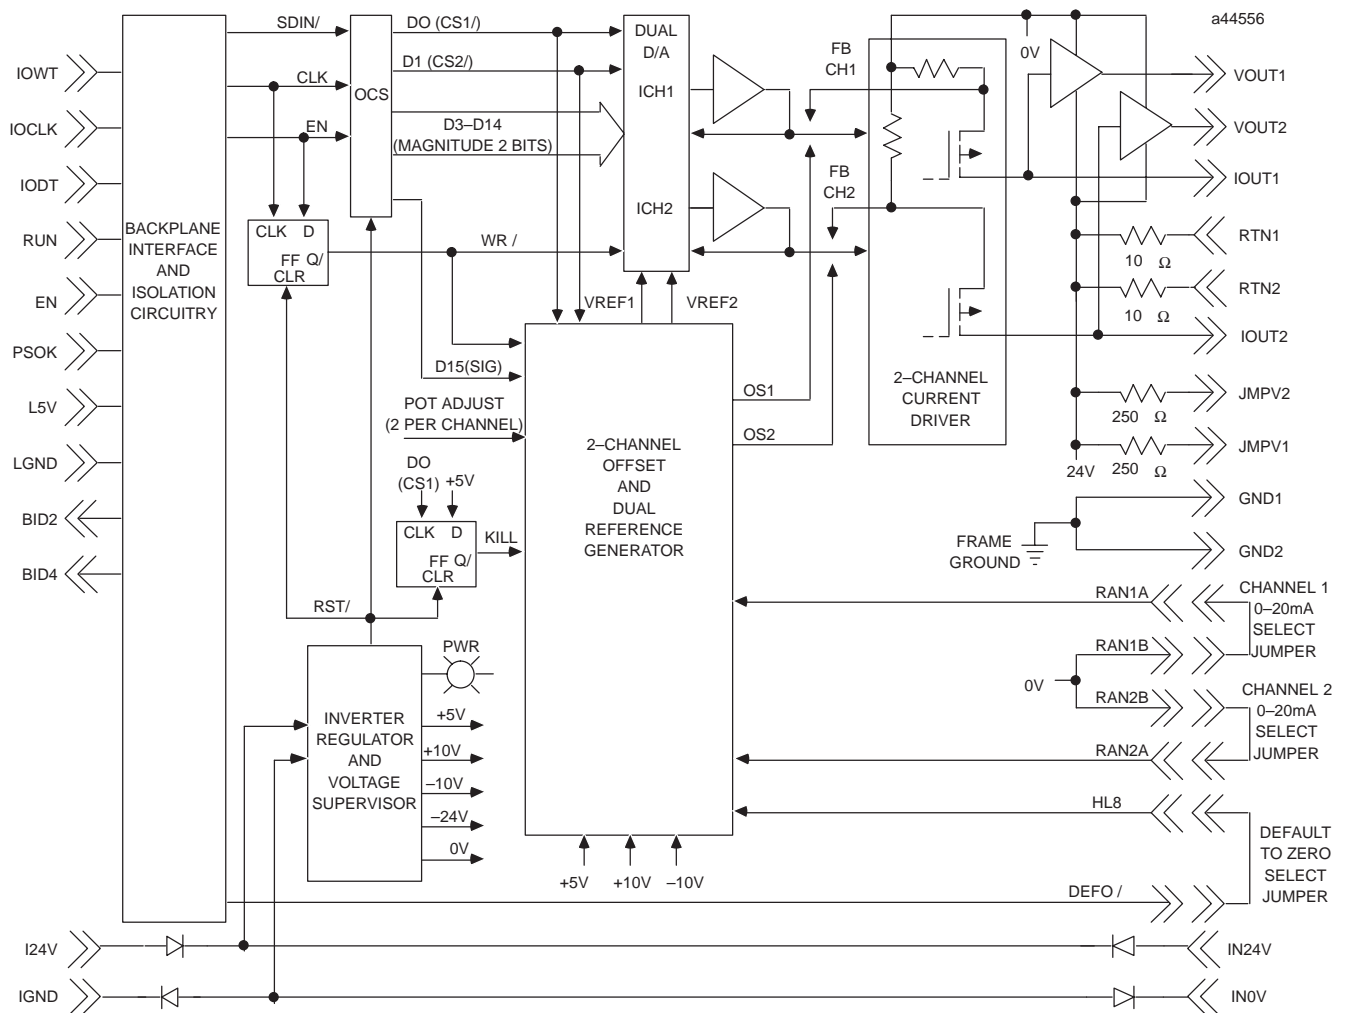 a44556
IOWT
IOCLK
IODT
RUN
EN
PSOK
L5V
LGND
BID2
BID4
I24V
IGND
BACKPLANE
INTERFACE
AND
ISOLATION
CIRCUITRY
SDIN/
CLK
EN
OCS
CLK D
FF Q/
CLR
DO (CS1/)
D1 (CS2/)
D3–D14
(MAGNITUDE 2 BITS)
WR /
D15(SIG)
POT ADJUST
(2 PER CHANNEL)
DO
(CS1)
+5V
CLK D
FF Q/
CLR
KILL
RST/
PWR
INVERTER
REGULATOR
AND
VOLTAGE
SUPERVISOR
+5V
+10V
–10V
–24V
0V
DUAL
D/A
ICH1
ICH2
VREF1
VREF2
2–CHANNEL
OFFSET
AND
DUAL
REFERENCE
GENERATOR
+5V
+10V
–10V
OS1
OS2
FB
CH1
FB
CH2
2–CHANNEL
CURRENT
DRIVER
0V
VOUT1
VOUT2
IOUT1
RTN1
10 Ω
RTN2
10 Ω
IOUT2
JMPV2
250 Ω
JMPV1
24V
250 Ω
GND1
FRAME
GROUND
GND2
RAN1A
RAN1B
CHANNEL 1
0–20mA
SELECT
JUMPER
0V
RAN2B
RAN2A
CHANNEL 2
0–20mA
SELECT
JUMPER
HL8
DEFO /
DEFAULT
TO ZERO
SELECT
JUMPER
IN24V
IN0V